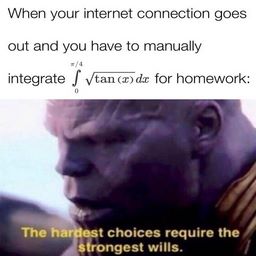 When your internet connection goes
out and you have to manually
integrate ∫₀^π/4 √tan(x) dx for homework:
The hardest choices require the
strongest wills.